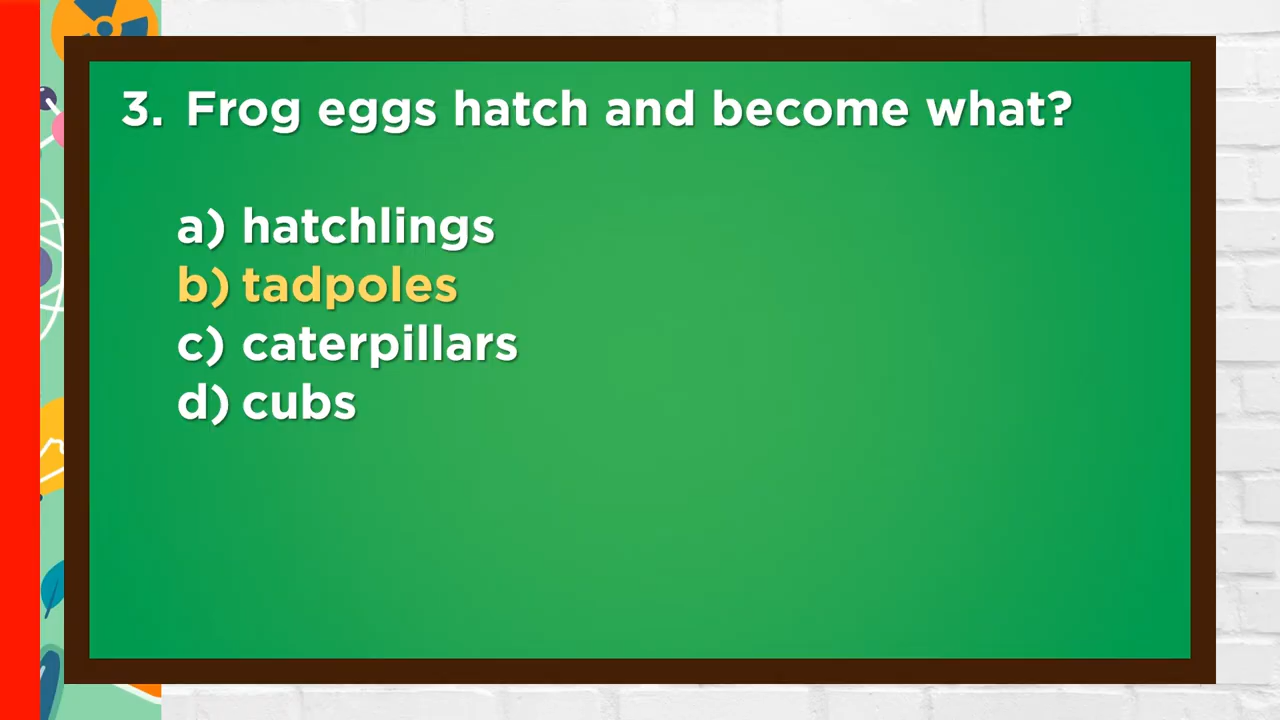 3. Frog eggs hatch and become what?
a) hatchlings
b) tadpoles
c) caterpillars
d) cubs